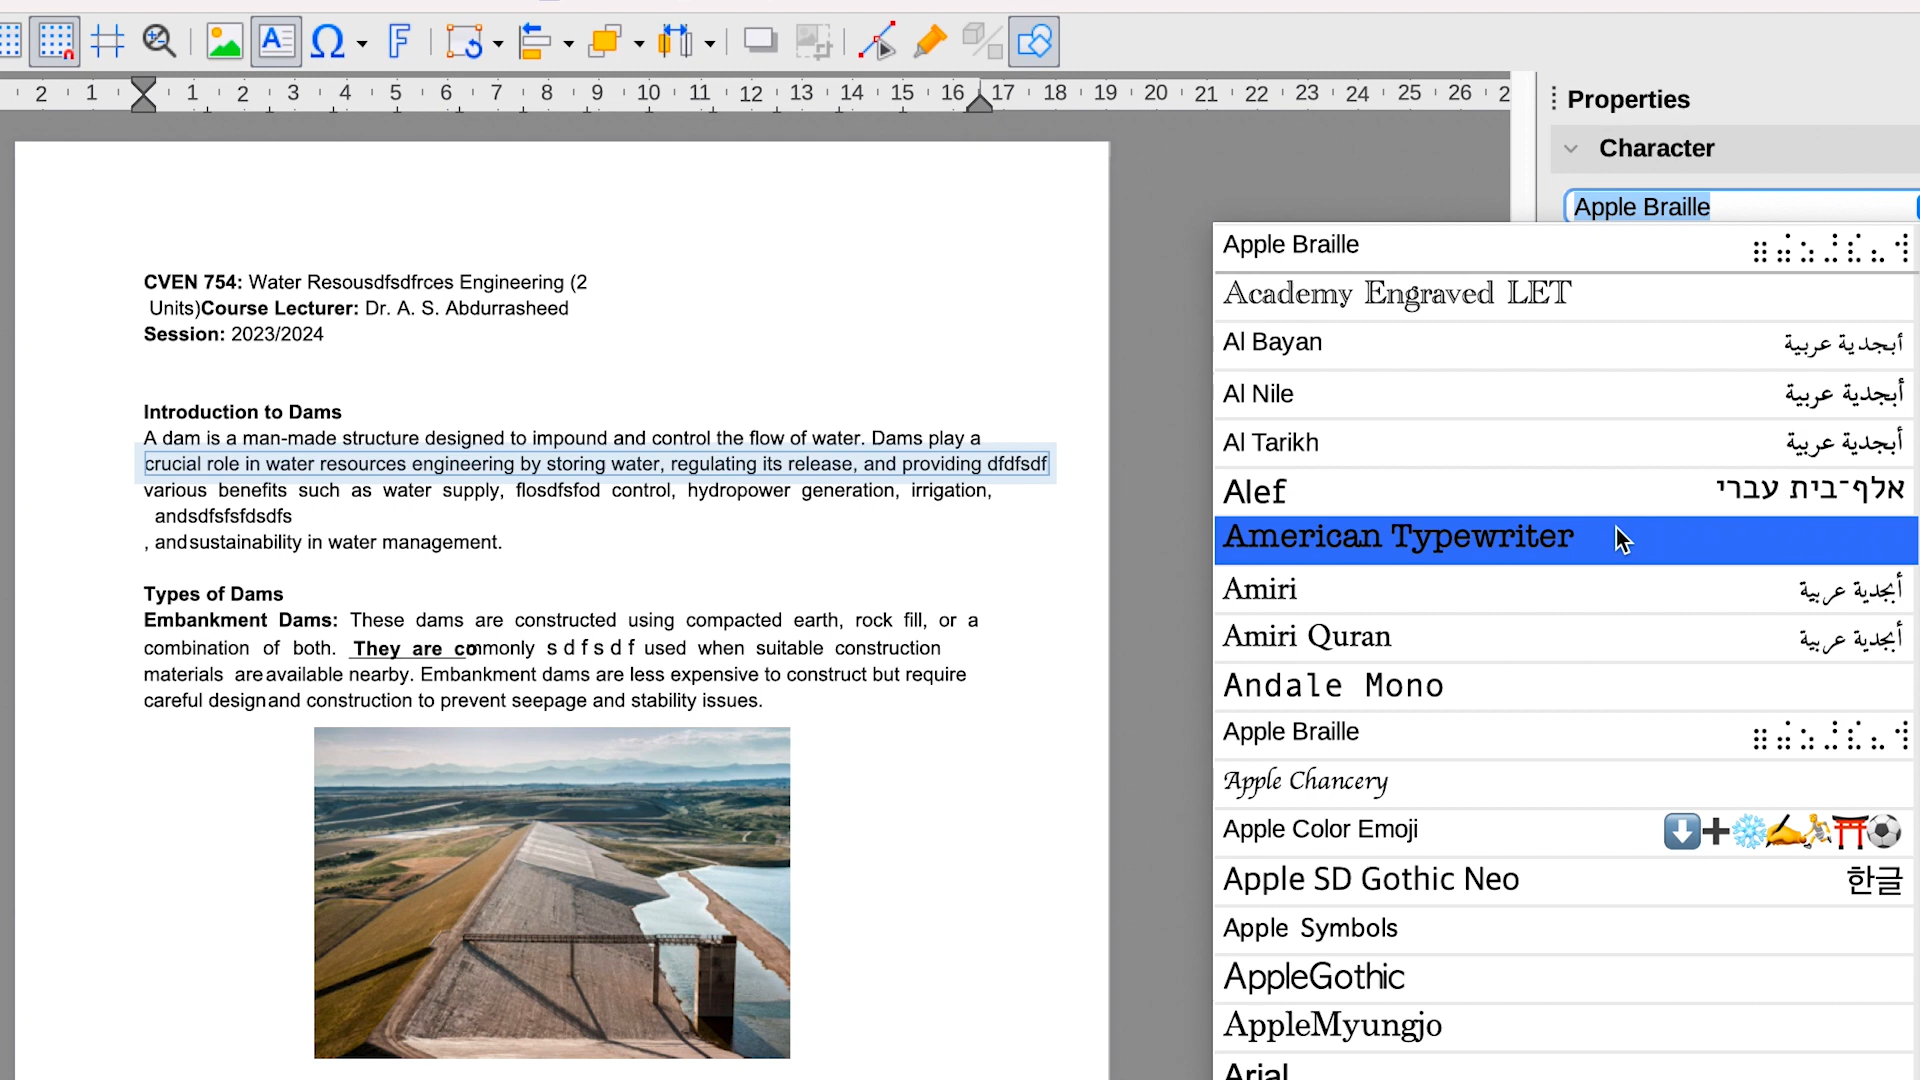 2 1 1 2 3 4 5 6 7 8 9 10 11 12 13 14 15 16 17 18 19 20 21 22 23 24 25 26 2
Properties
Character
Apple Braille
CVEN 754: Water Resousdfsdfrces Engineering (2
Units)Course Lecturer: Dr. A. S. Abdurrasheed
Session: 2023/2024
Introduction to Dams
A dam is a man-made structure designed to impound and control the flow of water. Dams play a
crucial role in water resources engineering by storing water, regulating its release, and providing dfdfsdf
various benefits such as water supply, flosdfsfod control, hydropower generation, irrigation,
andsdfsfsfdsdfs
, and sustainability in water management.
Types of Dams
Embankment Dams: These dams are constructed using compacted earth, rock fill, or a
combination of both. They are commonly s d f s d f used when suitable construction
materials are available nearby. Embankment dams are less expensive to construct but require
careful design and construction to prevent seepage and stability issues.
Apple Braille ⠿⠴⠢⠨⠎⠄⠹
Academy Engraved LET
Al Bayan أبجدية عربية
Al Nile أبجدية عربية
Al Tarikh أبجدية عربية
Alef אלף־בית עברי
American Typewriter
Amiri أبجدية عربية
Amiri Quran أبجدية عربية
Andale Mono
Apple Braille
Apple Chancery
Apple Color Emoji ⬇️➕❄️✍️⛹️⛩️⚽
Apple SD Gothic Neo 한글
Apple Symbols
AppleGothic
AppleMyungjo
Arial